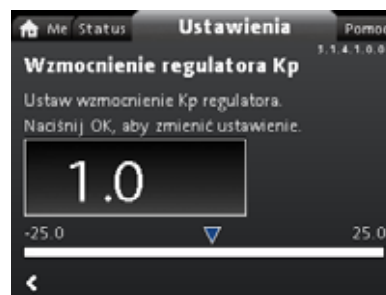 Me Status Ustawienia Pomoc
1.1.4.1.0.0
Wzmocnienie regulatora Kp
Ustaw wzmocnienie Kp regulatora.
Naciśnij OK, aby zmienić ustawienie.
1.0
-25.0 25.0